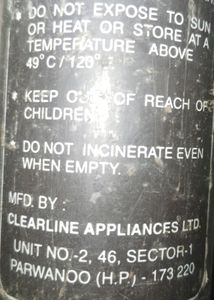 • DO NOT EXPOSE TO SUN
OR HEAT OR STORE AT A
TEMPERATURE ABOVE
49°C / 120°
• KEEP OUT OF REACH OF
CHILDREN
• DO NOT INCINERATE EVEN
WHEN EMPTY.
MFD. BY :
CLEARLINE APPLIANCES LTD.
UNIT NO.-2, 46, SECTOR-1
PARWANOO (H.P.) - 173 220